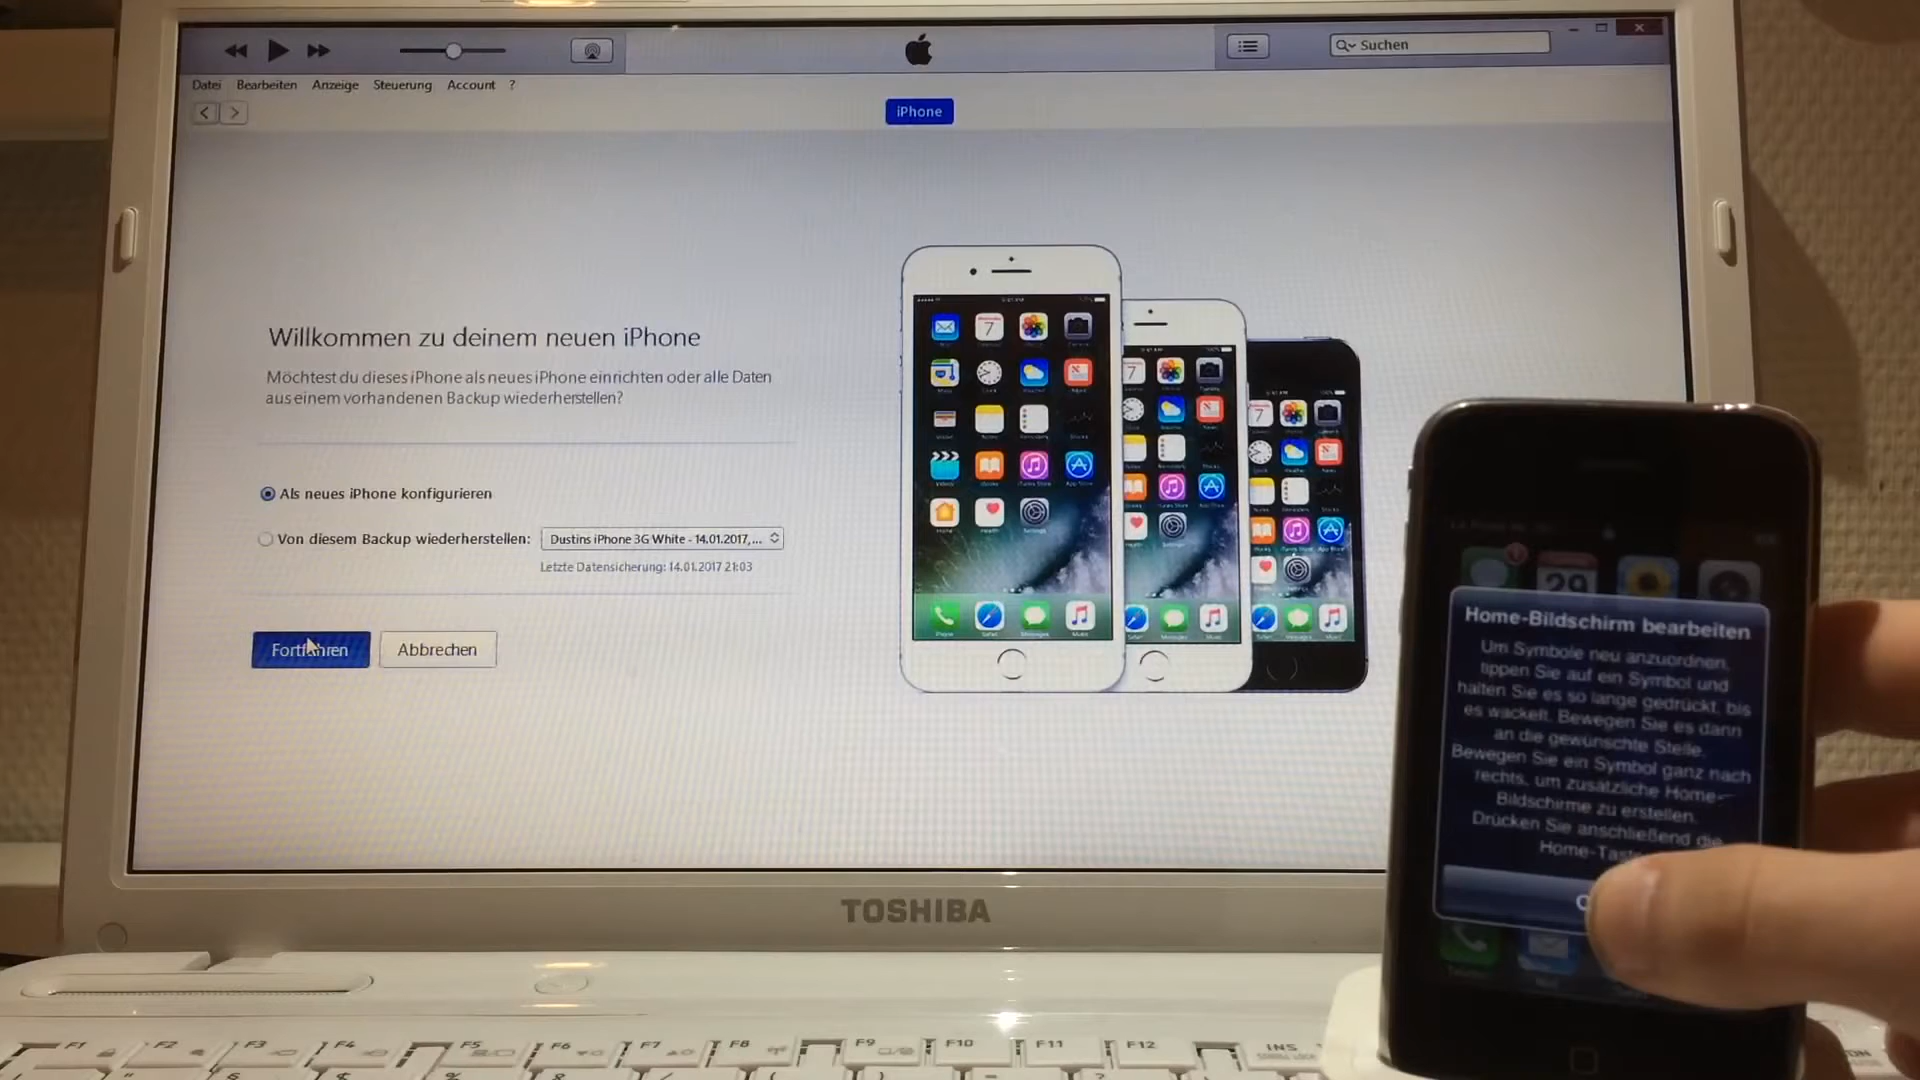 Suchen
Datei Bearbeiten Anzeige Steuerung Account ?
iPhone
Willkommen zu deinem neuen iPhone
Möchtest du dieses iPhone als neues iPhone einrichten oder alle Daten
aus einem vorhandenen Backup wiederherstellen?
Als neues iPhone konfigurieren
Von diesem Backup wiederherstellen: Dustins iPhone 3G White - 14.01.2017,...
Letzte Datensicherung: 14.01.2017 21:03
Fortfahren Abbrechen
29
Home-Bildschirm bearbeiten
Um Symbole neu anzuordnen,
tippen Sie auf ein Symbol und
halten Sie es so lange gedrückt, bis
es wackelt. Bewegen Sie es dann
an die gewünschte Stelle.
Bewegen Sie ein Symbol ganz nach
rechts, um zusätzliche Home-
Bildschirme zu erstellen.
Drücken Sie anschließend die
TOSHIBA
F1 F2 F3 F4 F5 F6 F7 F8 F9 F10 F11 F12 INS